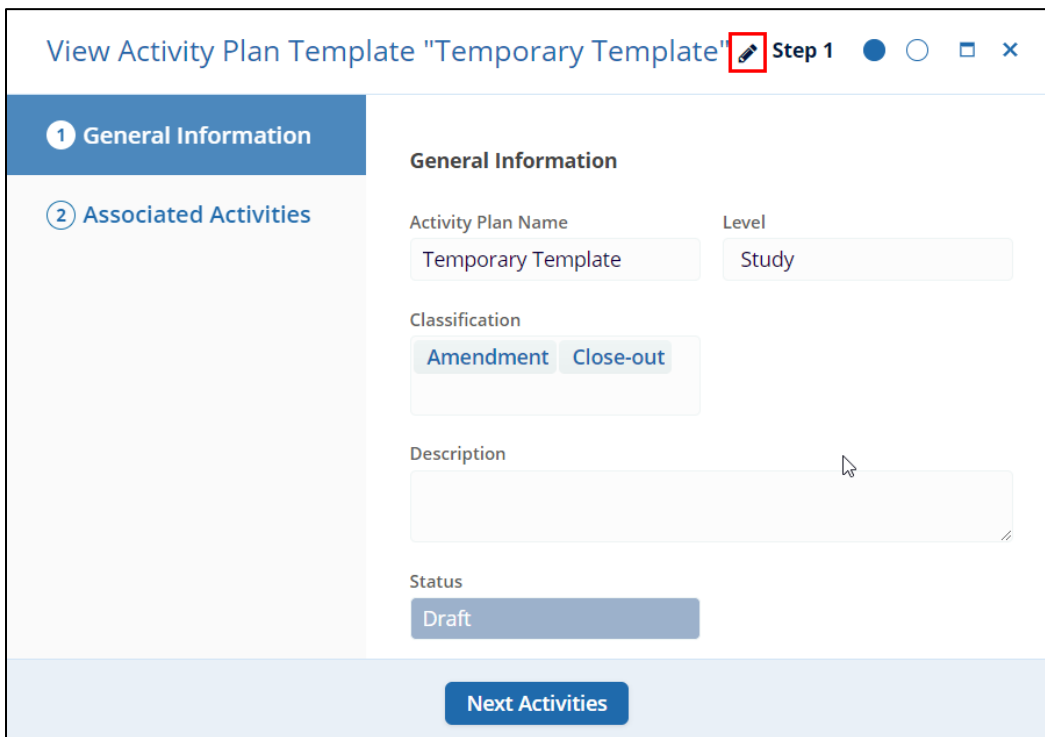 View Activity Plan Template "Temporary Template" Step 1
1 General Information
2 Associated Activities
General Information
Activity Plan Name Level
Temporary Template Study
Classification
Amendment Close-out
Description
Status
Draft
Next Activities